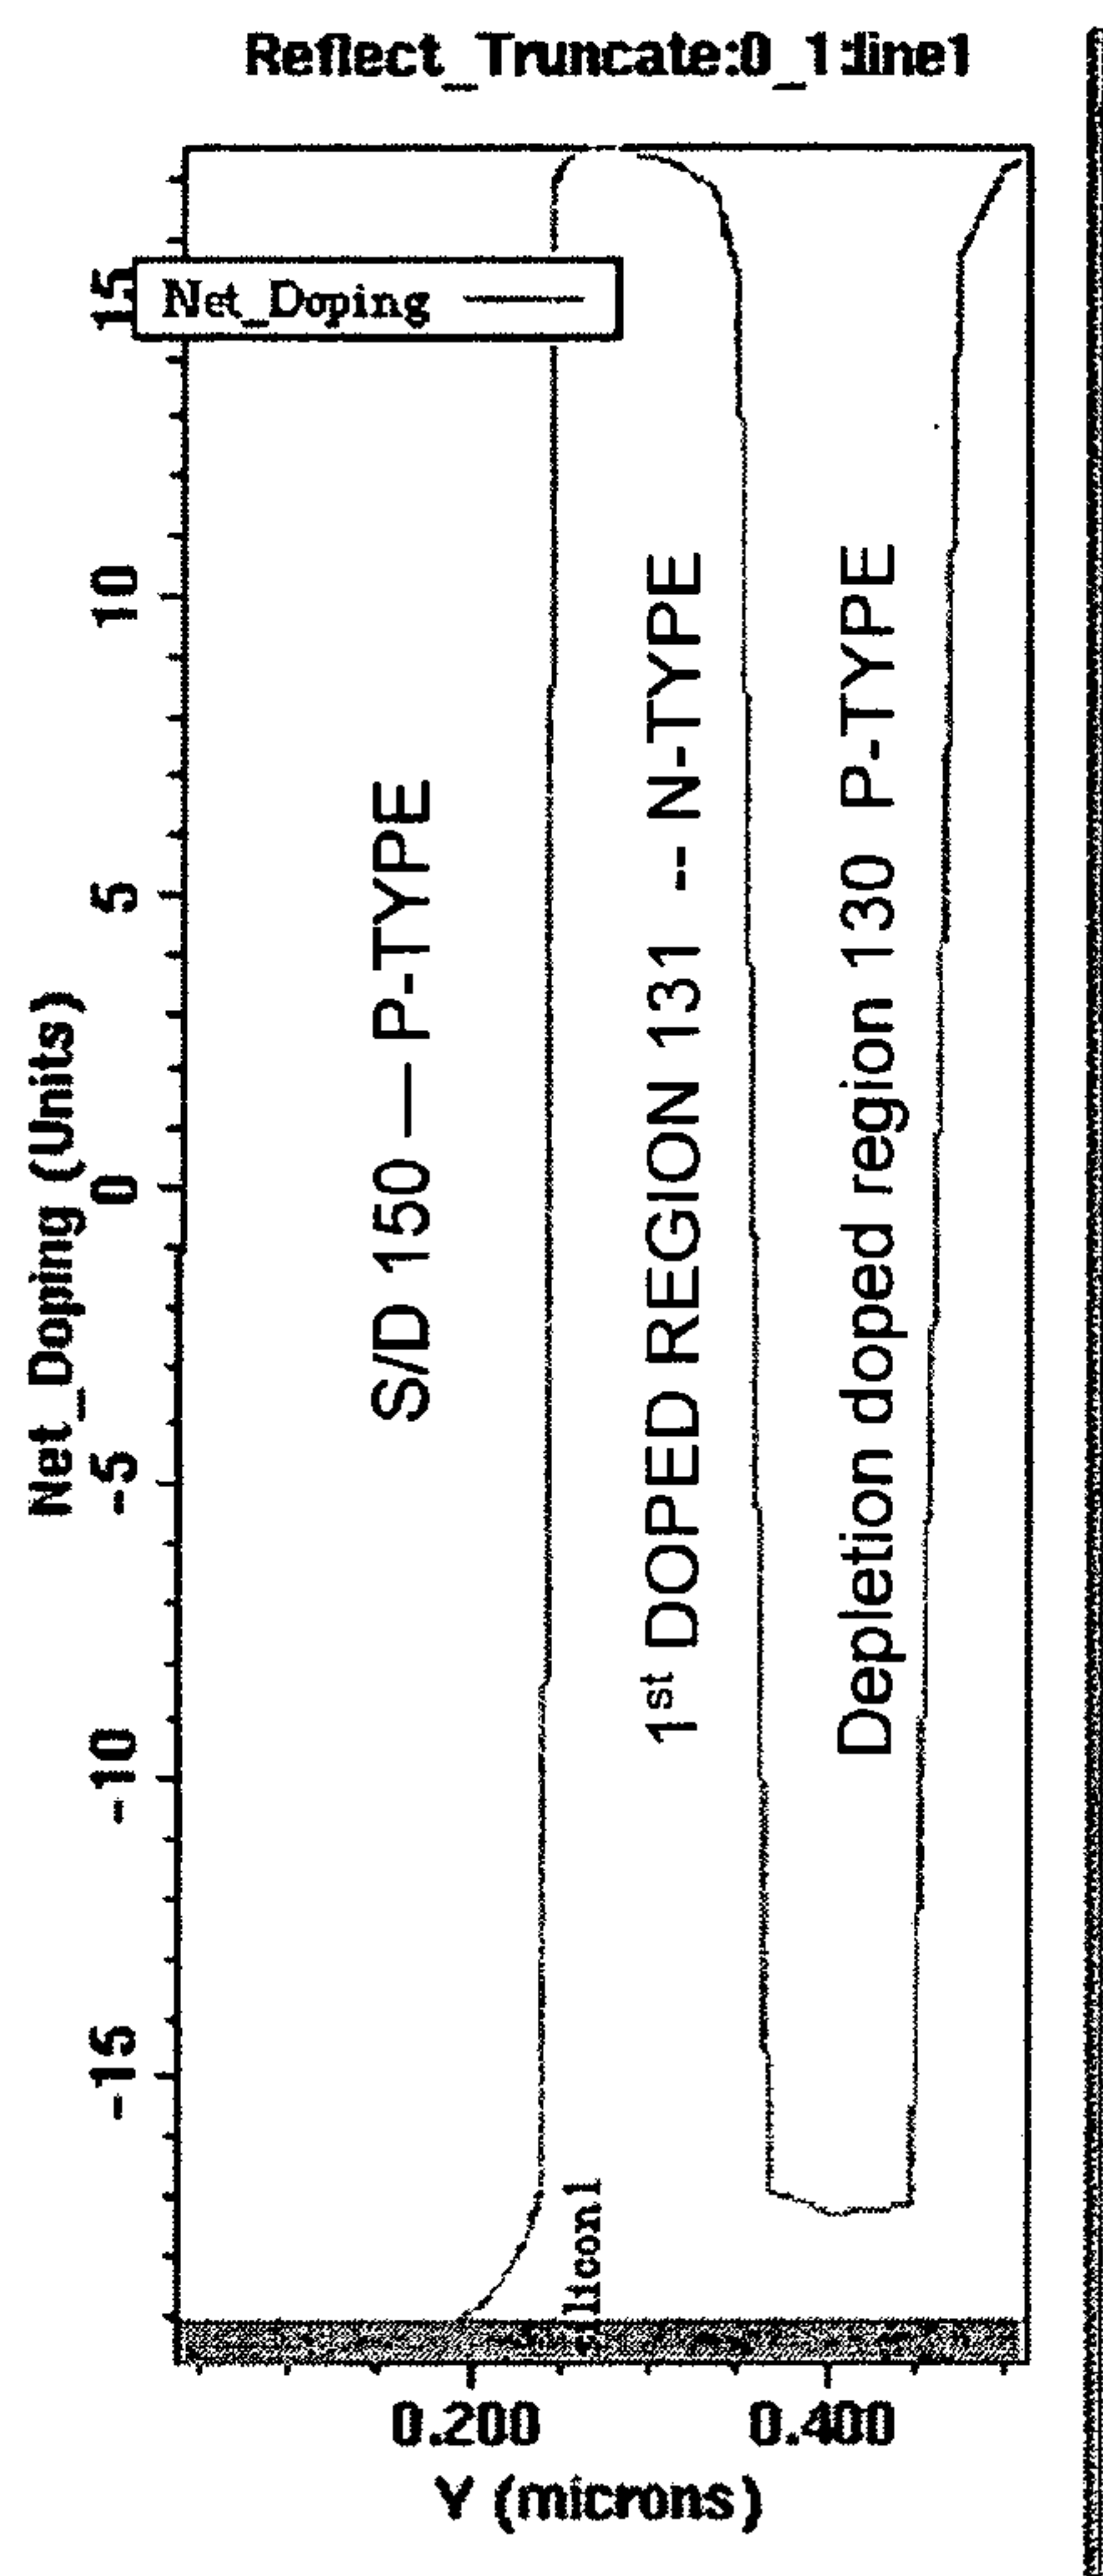 Reflect_Truncate:0_1:line1
Net_Doping (Units)
15
Net_Doping
10
5
0
-5
-10
-15
S/D 150 — P-TYPE
1st DOPED REGION 131 -- N-TYPE
Depletion doped region 130 P-TYPE
silicon1
0.200
0.400
Y (microns)